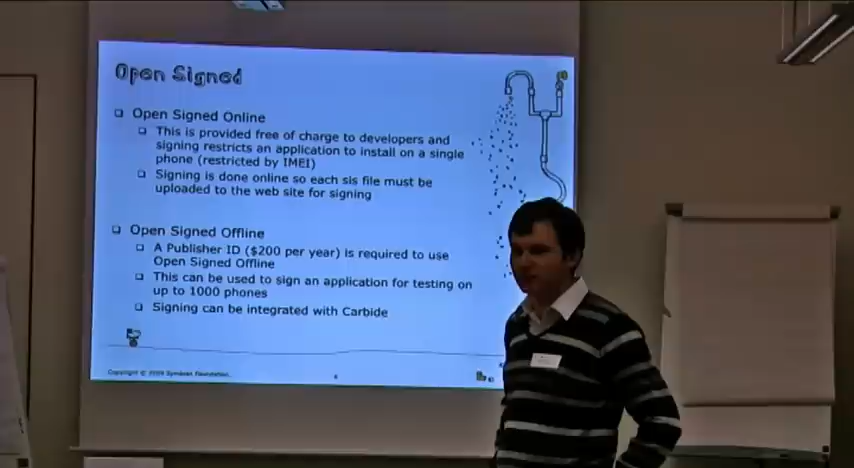 Open Signed
Open Signed Online
This is provided free of charge to developers and
signing restricts an application to install on a single
phone (restricted by IMEI)
Signing is done online so each sis file must be
uploaded to the web site for signing
Open Signed Offline
A Publisher ID ($200 per year) is required to use
Open Signed Offline
This can be used to sign an application for testing on
up to 1000 phones
Signing can be integrated with Carbide
Copyright © 2009 Symbian Foundation.